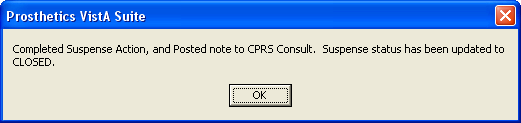 Prosthetics VistA Suite
Completed Suspense Action, and Posted note to CPRS Consult.  Suspense status has been updated to
CLOSED.
OK